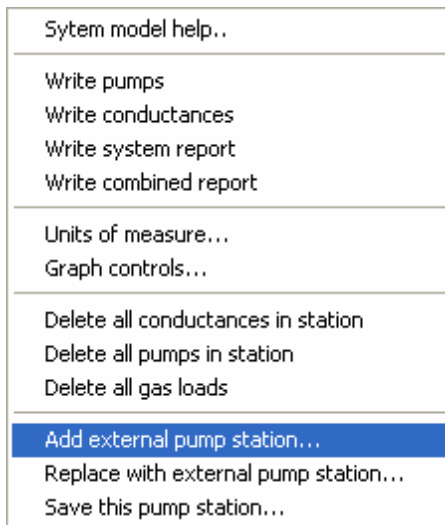 Sytem model help..
Write pumps
Write conductances
Write system report
Write combined report
Units of measure...
Graph controls...
Delete all conductances in station
Delete all pumps in station
Delete all gas loads
Add external pump station...
Replace with external pump station...
Save this pump station...